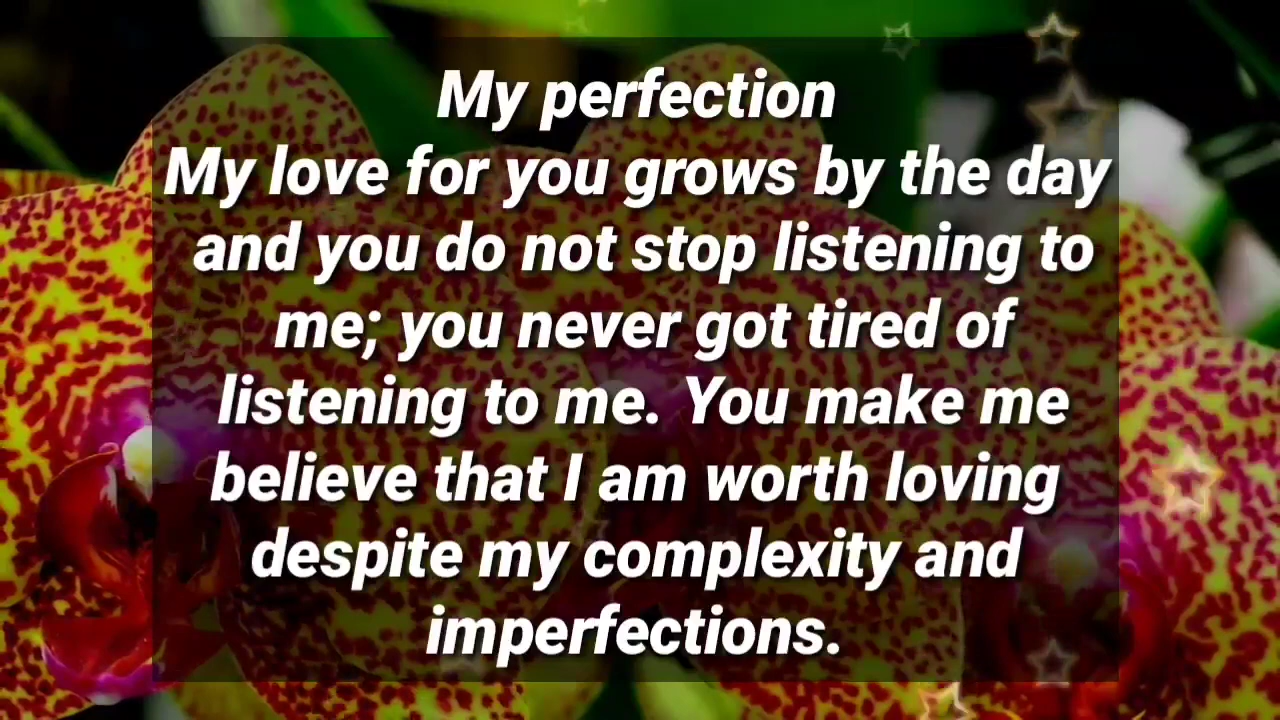 My perfection
My love for you grows by the day
and you do not stop listening to
me; you never got tired of
listening to me. You make me
believe that I am worth loving
despite my complexity and
imperfections.